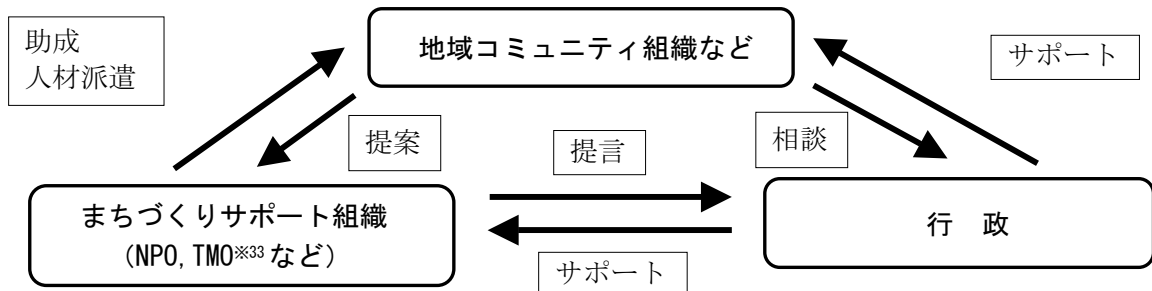 助成
人材派遣
地域コミュニティ組織など
サポート
提案
提言
相談
まちづくりサポート組織
(NPO, TMO※33 など)
行　政
サポート